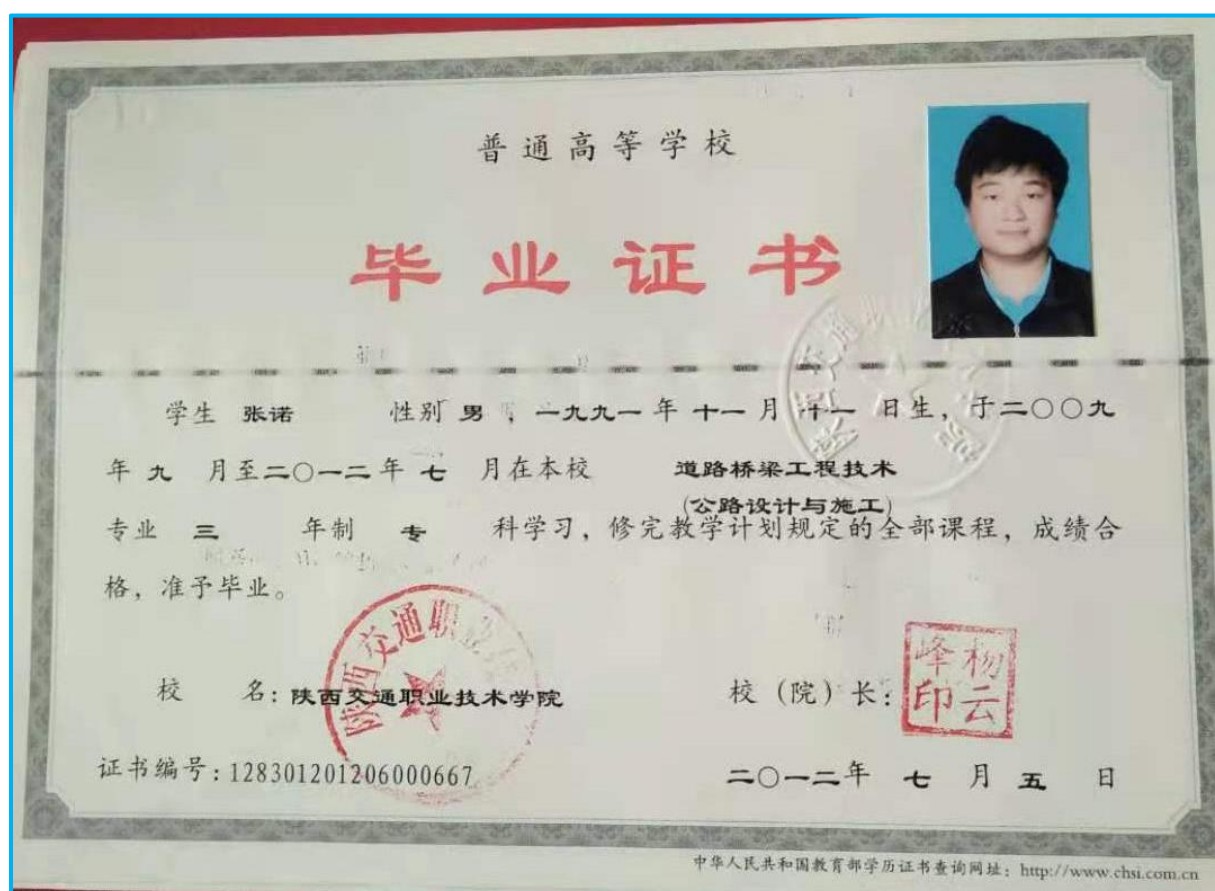 普通高等学校
毕业证书
学生 张诺 性别 男 , 一九九一 年 十一 月 廿一 日生, 于二〇〇九
年 九 月至二〇一二年 七 月在本校 道路桥梁工程技术
(公路设计与施工)
专业 三 年制 专 科学习, 修完教学计划规定的全部课程, 成绩合
格, 准予毕业。
校 名: 陕西交通职业技术学院
校 (院) 长:
杨云
峰印
陕西交通职业
证书编号: 128301201206000667
二〇一二年 七 月 五 日
中华人民共和国教育部学历证书查询网址: http://www.chsi.com.cn